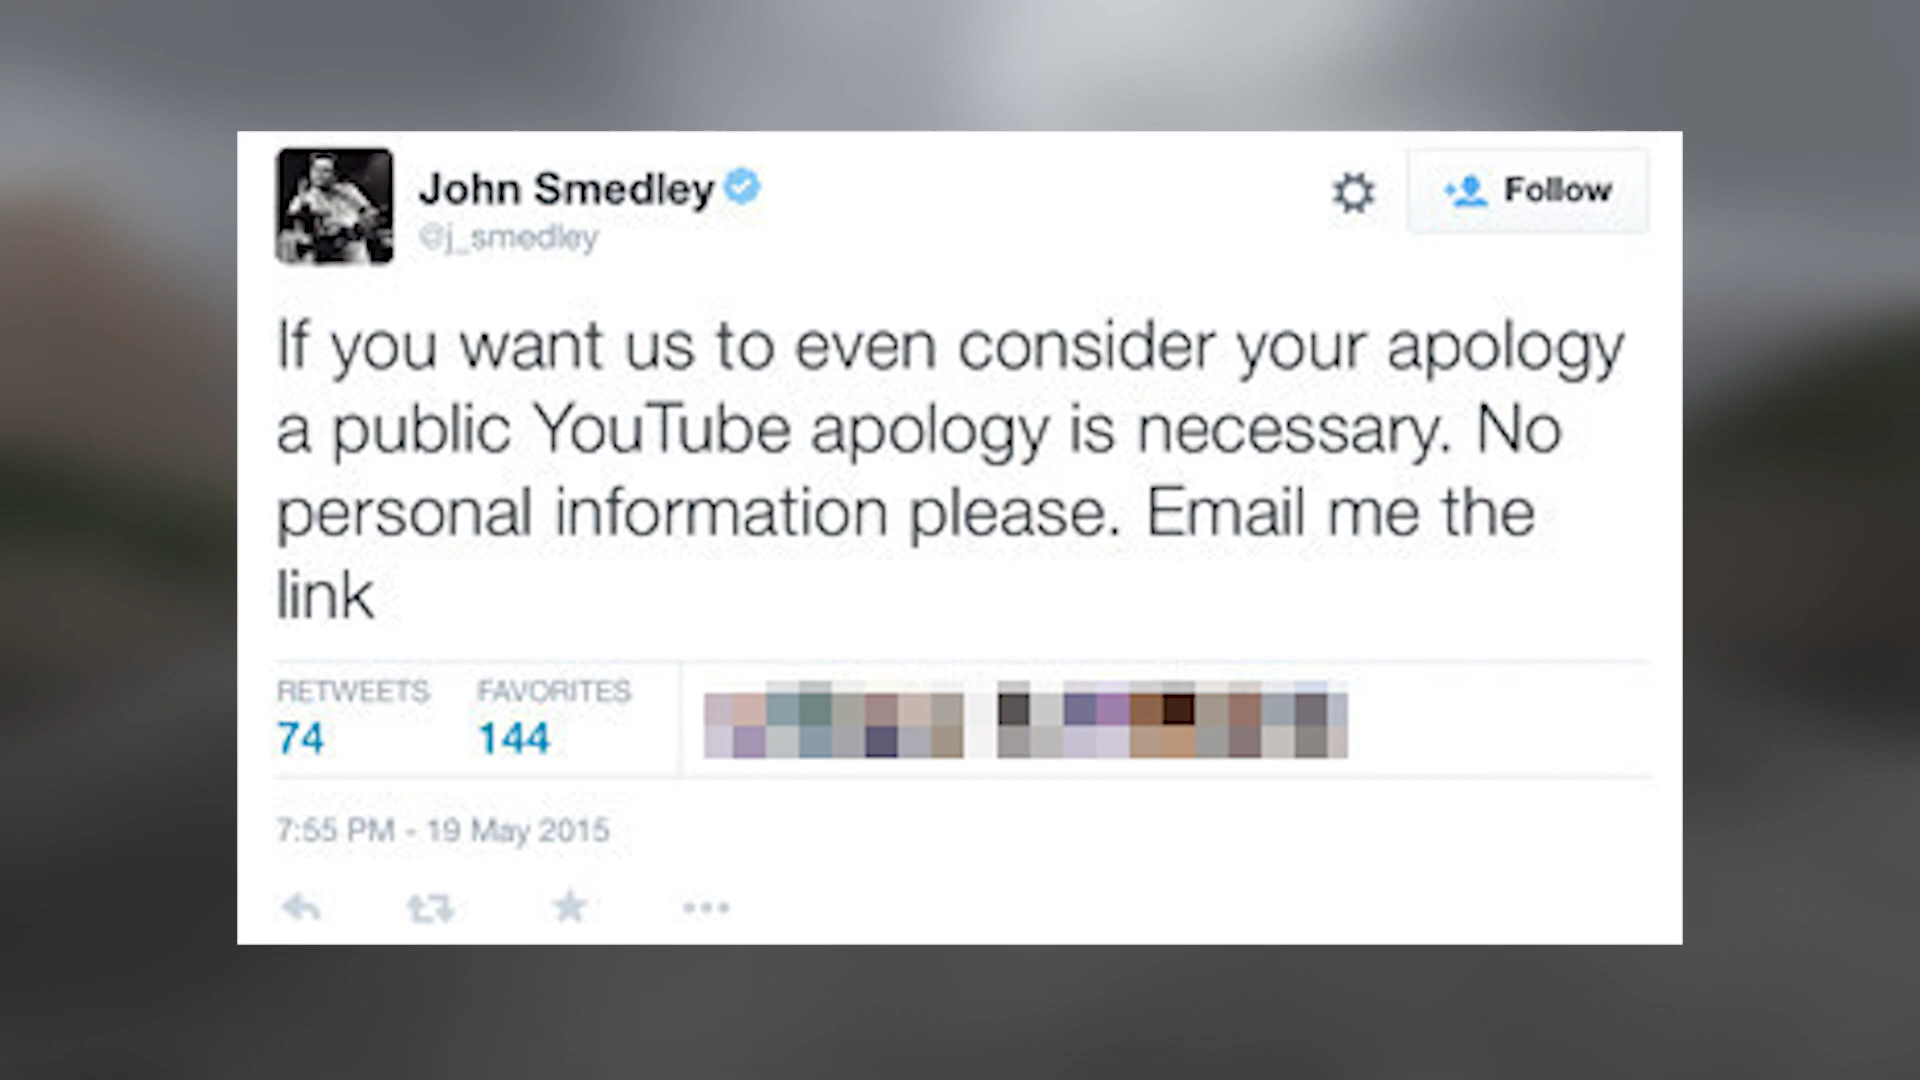 John Smedley
@j_smedley
Follow
If you want us to even consider your apology
a public YouTube apology is necessary. No
personal information please. Email me the
link
RETWEETS FAVORITES
74 144
7:55 PM - 19 May 2015